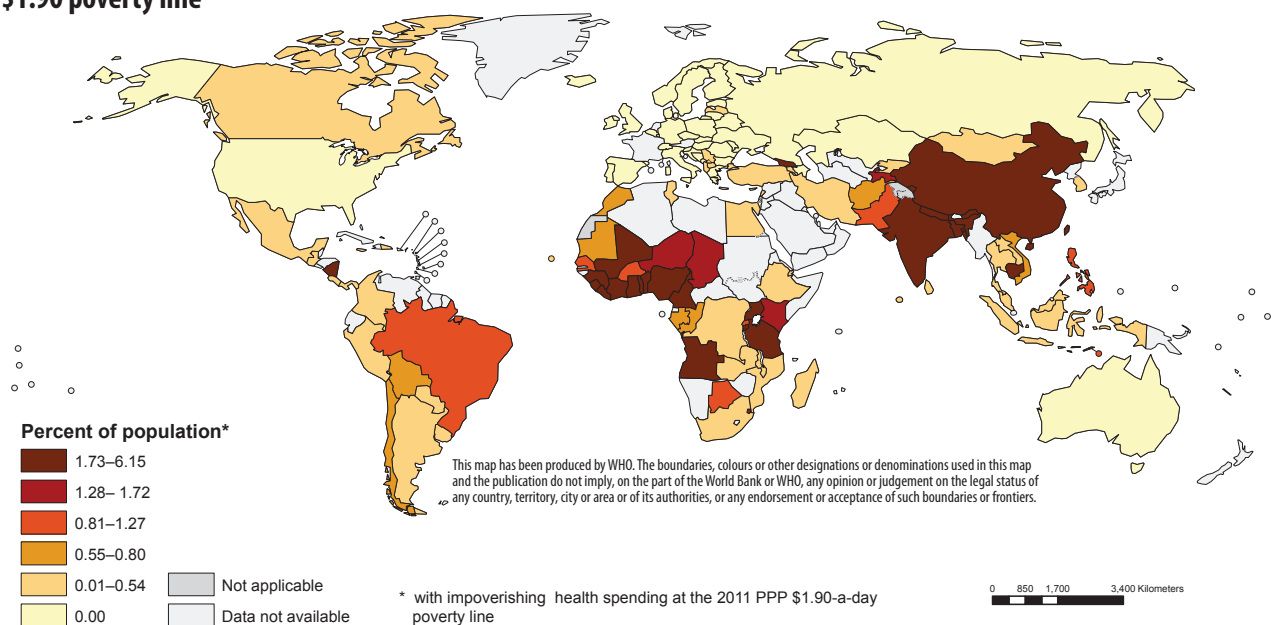 $1.90 poverty line
Percent of population*
1.73–6.15
1.28– 1.72
0.81–1.27
0.55–0.80
0.01–0.54
0.00
Not applicable
Data not available
This map has been produced by WHO. The boundaries, colours or other designations or denominations used in this map
and the publication do not imply, on the part of the World Bank or WHO, any opinion or judgement on the legal status of
any country, territory, city or area or of its authorities, or any endorsement or acceptance of such boundaries or frontiers.
* with impoverishing health spending at the 2011 PPP $1.90-a-day
poverty line
0 850 1,700 3,400 Kilometers